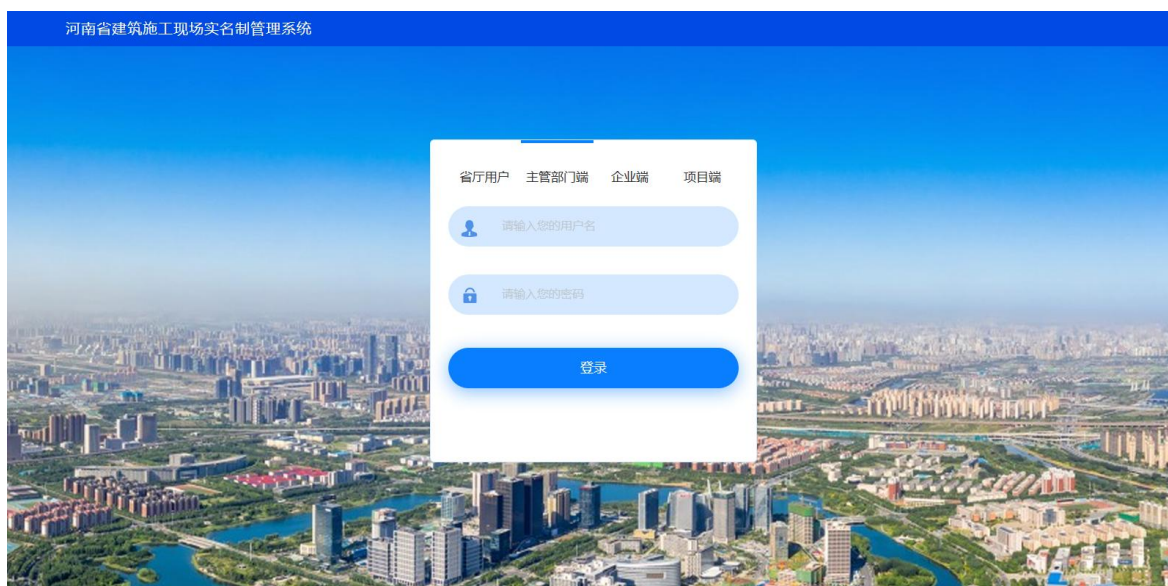 河南省建筑施工现场实名制管理系统
省厅用户 主管部门端 企业端 项目端
请输入您的用户名
请输入您的密码
登录